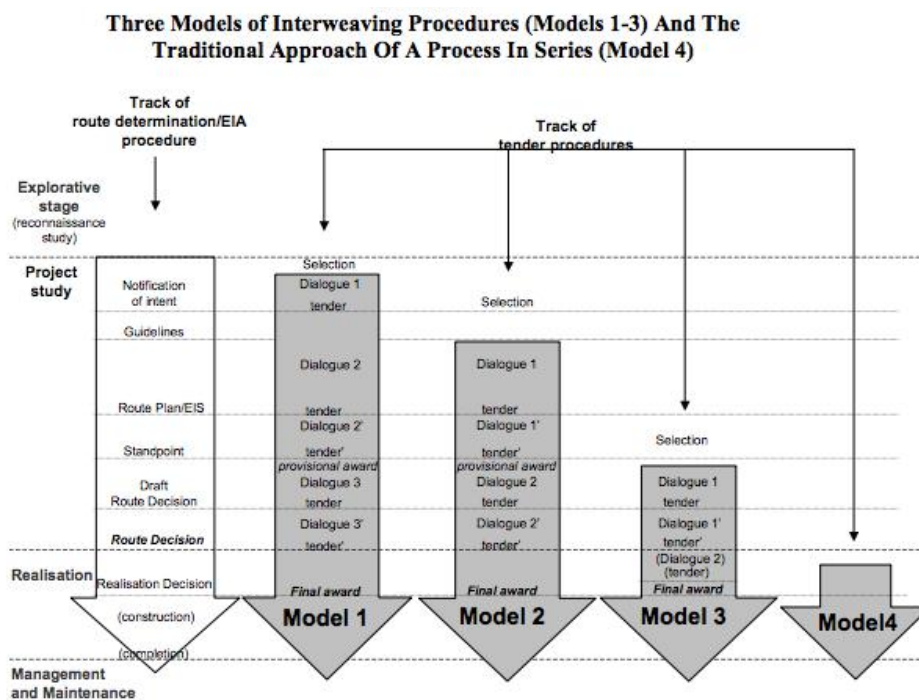 Three Models of Interweaving Procedures (Models 1-3) And The
Traditional Approach Of A Process In Series (Model 4)
Track of
route determination/EIA
procedure
Track of
tender procedures
Explorative
stage
(reconnaissance
study)
Project
study
Notification
of intent
Guidelines
Route Plan/EIS
Standpoint
Draft
Route Decision
Route Decision
Realisation
Realisation Decision
(construction)
(completion)
Management
and Maintenance
Selection
Dialogue 1
tender
Dialogue 2
tender
Dialogue 2'
tender'
provisional award
Dialogue 3
tender
Dialogue 3'
tender'
Final award
Model 1
Selection
Dialogue 1
tender
Dialogue 1'
tender'
provisional award
Dialogue 2
tender
Dialogue 2'
tender'
Final award
Model 2
Selection
Dialogue 1
tender
Dialogue 1'
tender'
(Dialogue 2)
(tender)
Final award
Model 3
Model4